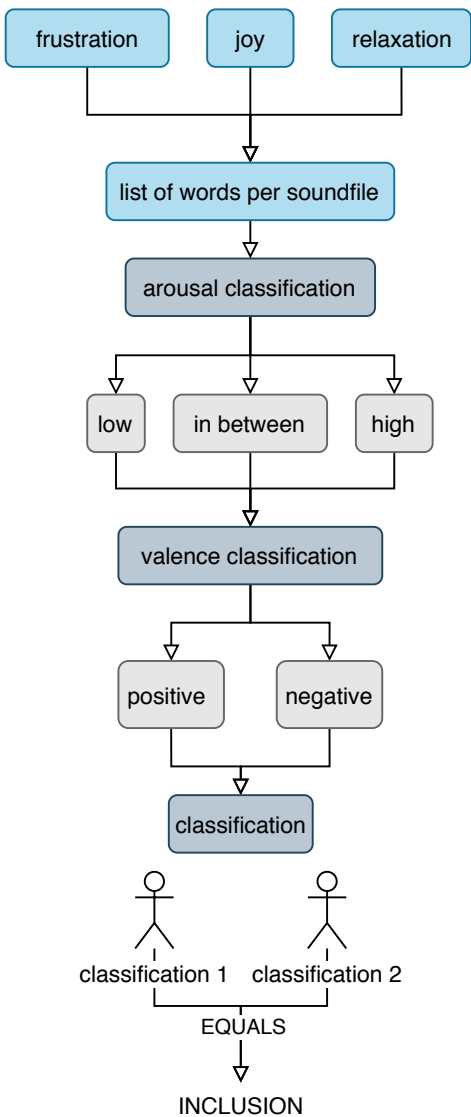 frustration
joy
relaxation
list of words per soundfile
arousal classification
low
in between
high
valence classification
positive
negative
classification
classification 1
classification 2
EQUALS
INCLUSION